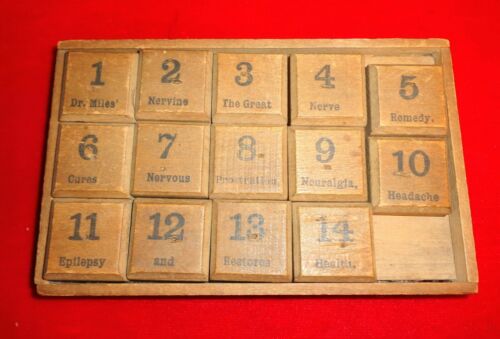 1 2 3 4 5
Dr. Miles' Nervine The Great Nerve Remedy.
6 7 8 9 10
Cures Nervous Prostration, Neuralgia, Headache
11 12 13 14
Epilepsy and Restores Health.